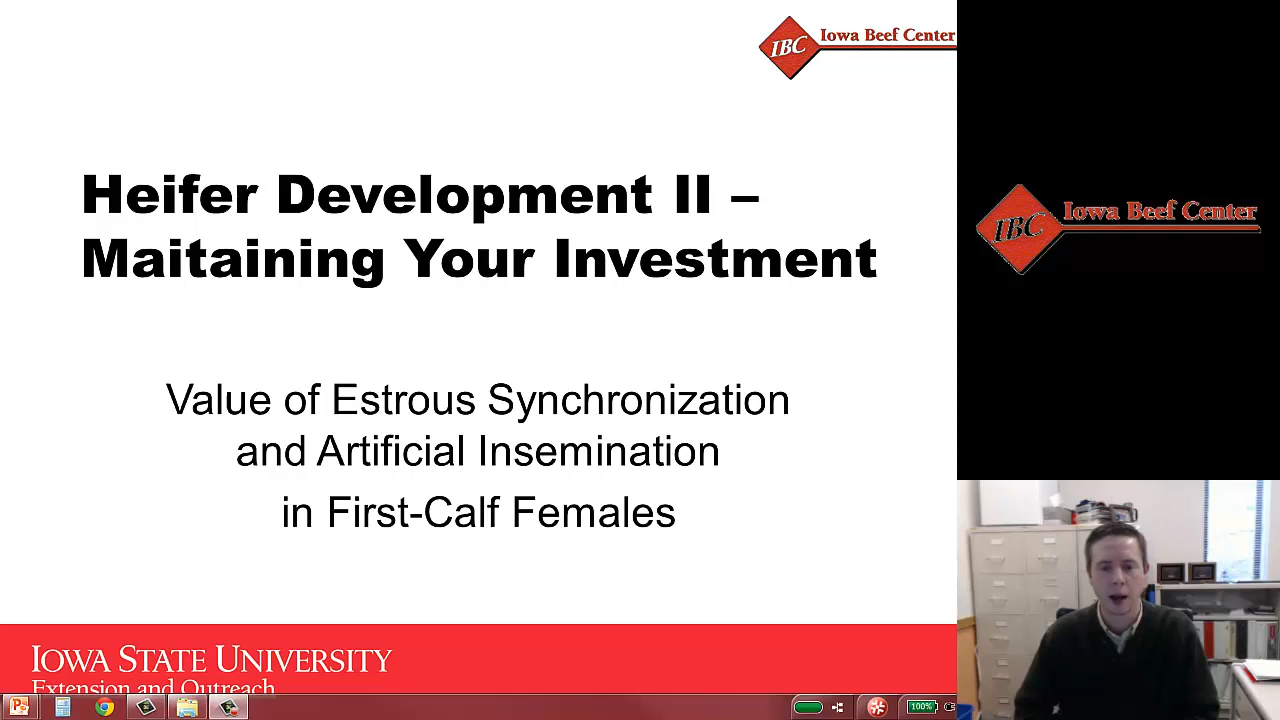 IBC Iowa Beef Center
Heifer Development II –
Maitaining Your Investment
Value of Estrous Synchronization
and Artificial Insemination
in First-Calf Females
IOWA STATE UNIVERSITY
Extension and Outreach
100%
IBC Iowa Beef Center